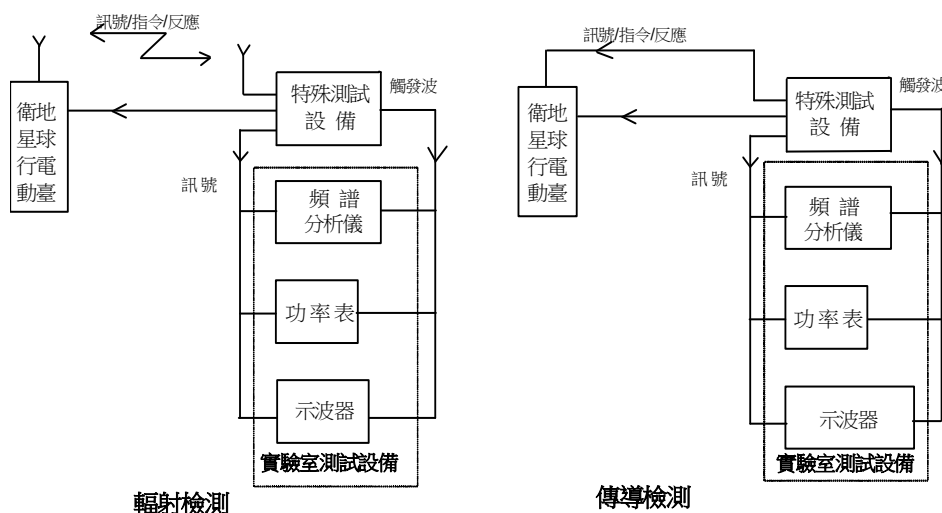 訊號/指令/反應
衛地
星球
行電
動臺
特殊測試
設 備
觸發波
訊 號
頻 譜
分析儀
功 率 表
示波器
實驗室測試設備
輻射檢測
訊號/指令/反應
衛地
星球
行電
動臺
特殊測試
設 備
觸發波
訊 號
頻 譜
分析儀
功 率 表
示波器
實驗室測試設備
傳導檢測